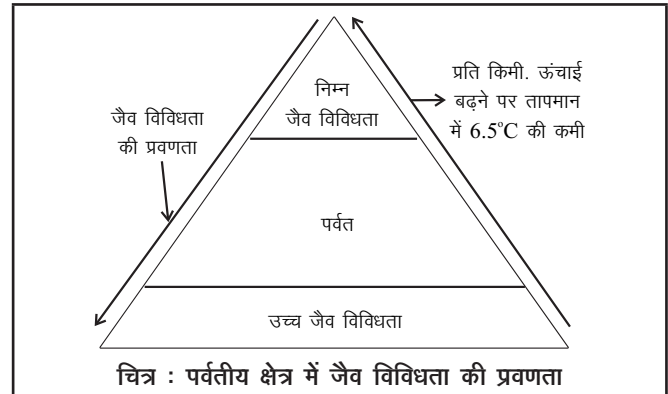 निम्न
जैव विविधता
जैव विविधता
की प्रवणता
प्रति किमी. ऊंचाई
बढ़ने पर तापमान
में 6.5°C की कमी
पर्वत
उच्च जैव विविधता
चित्र : पर्वतीय क्षेत्र में जैव विविधता की प्रवणता